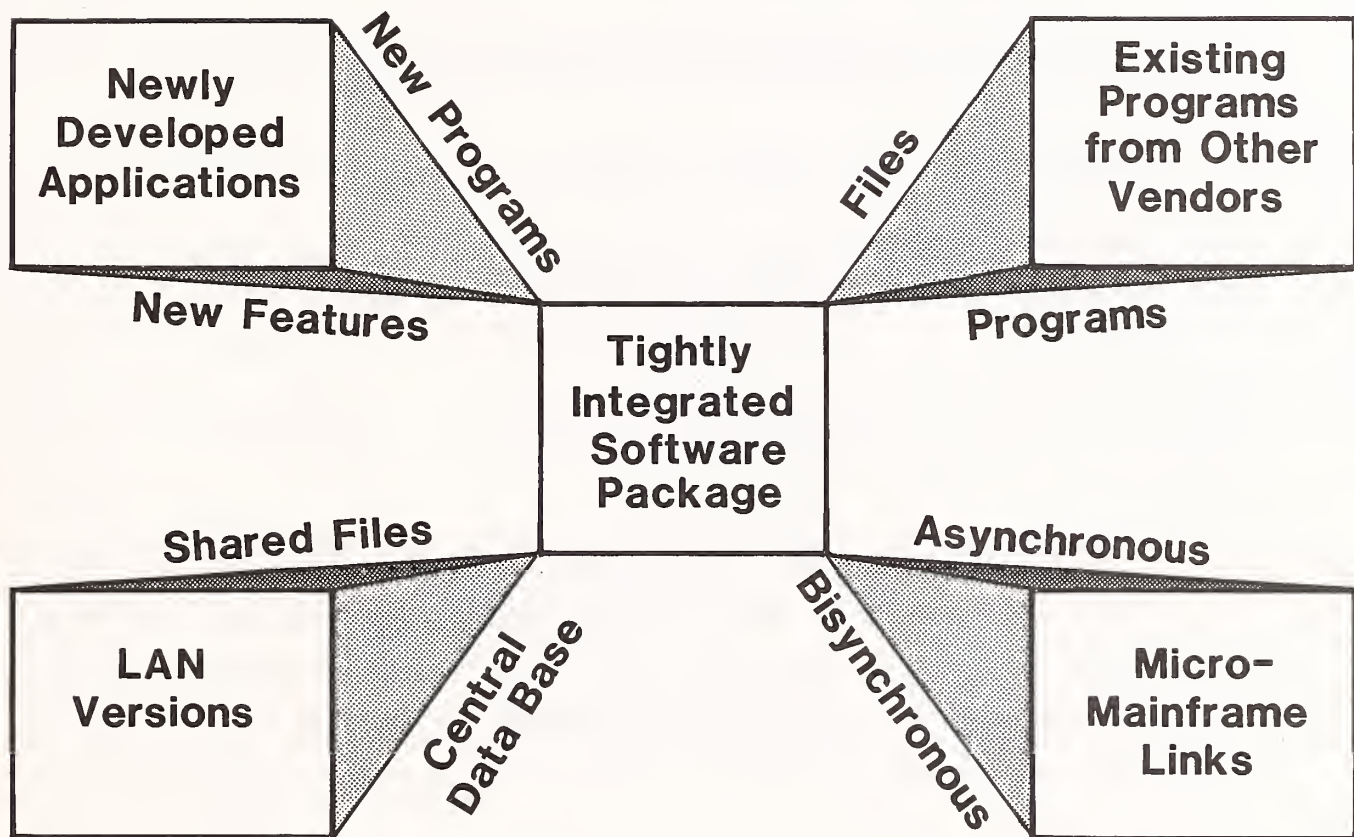 Newly
Developed
Applications
New Programs
New Features
Files
Existing
Programs
from Other
Vendors
Programs
Tightly
Integrated
Software
Package
Shared Files
LAN
Versions
Central
Data Base
Asynchronous
Bisynchronous
Micro-
Mainframe
Links